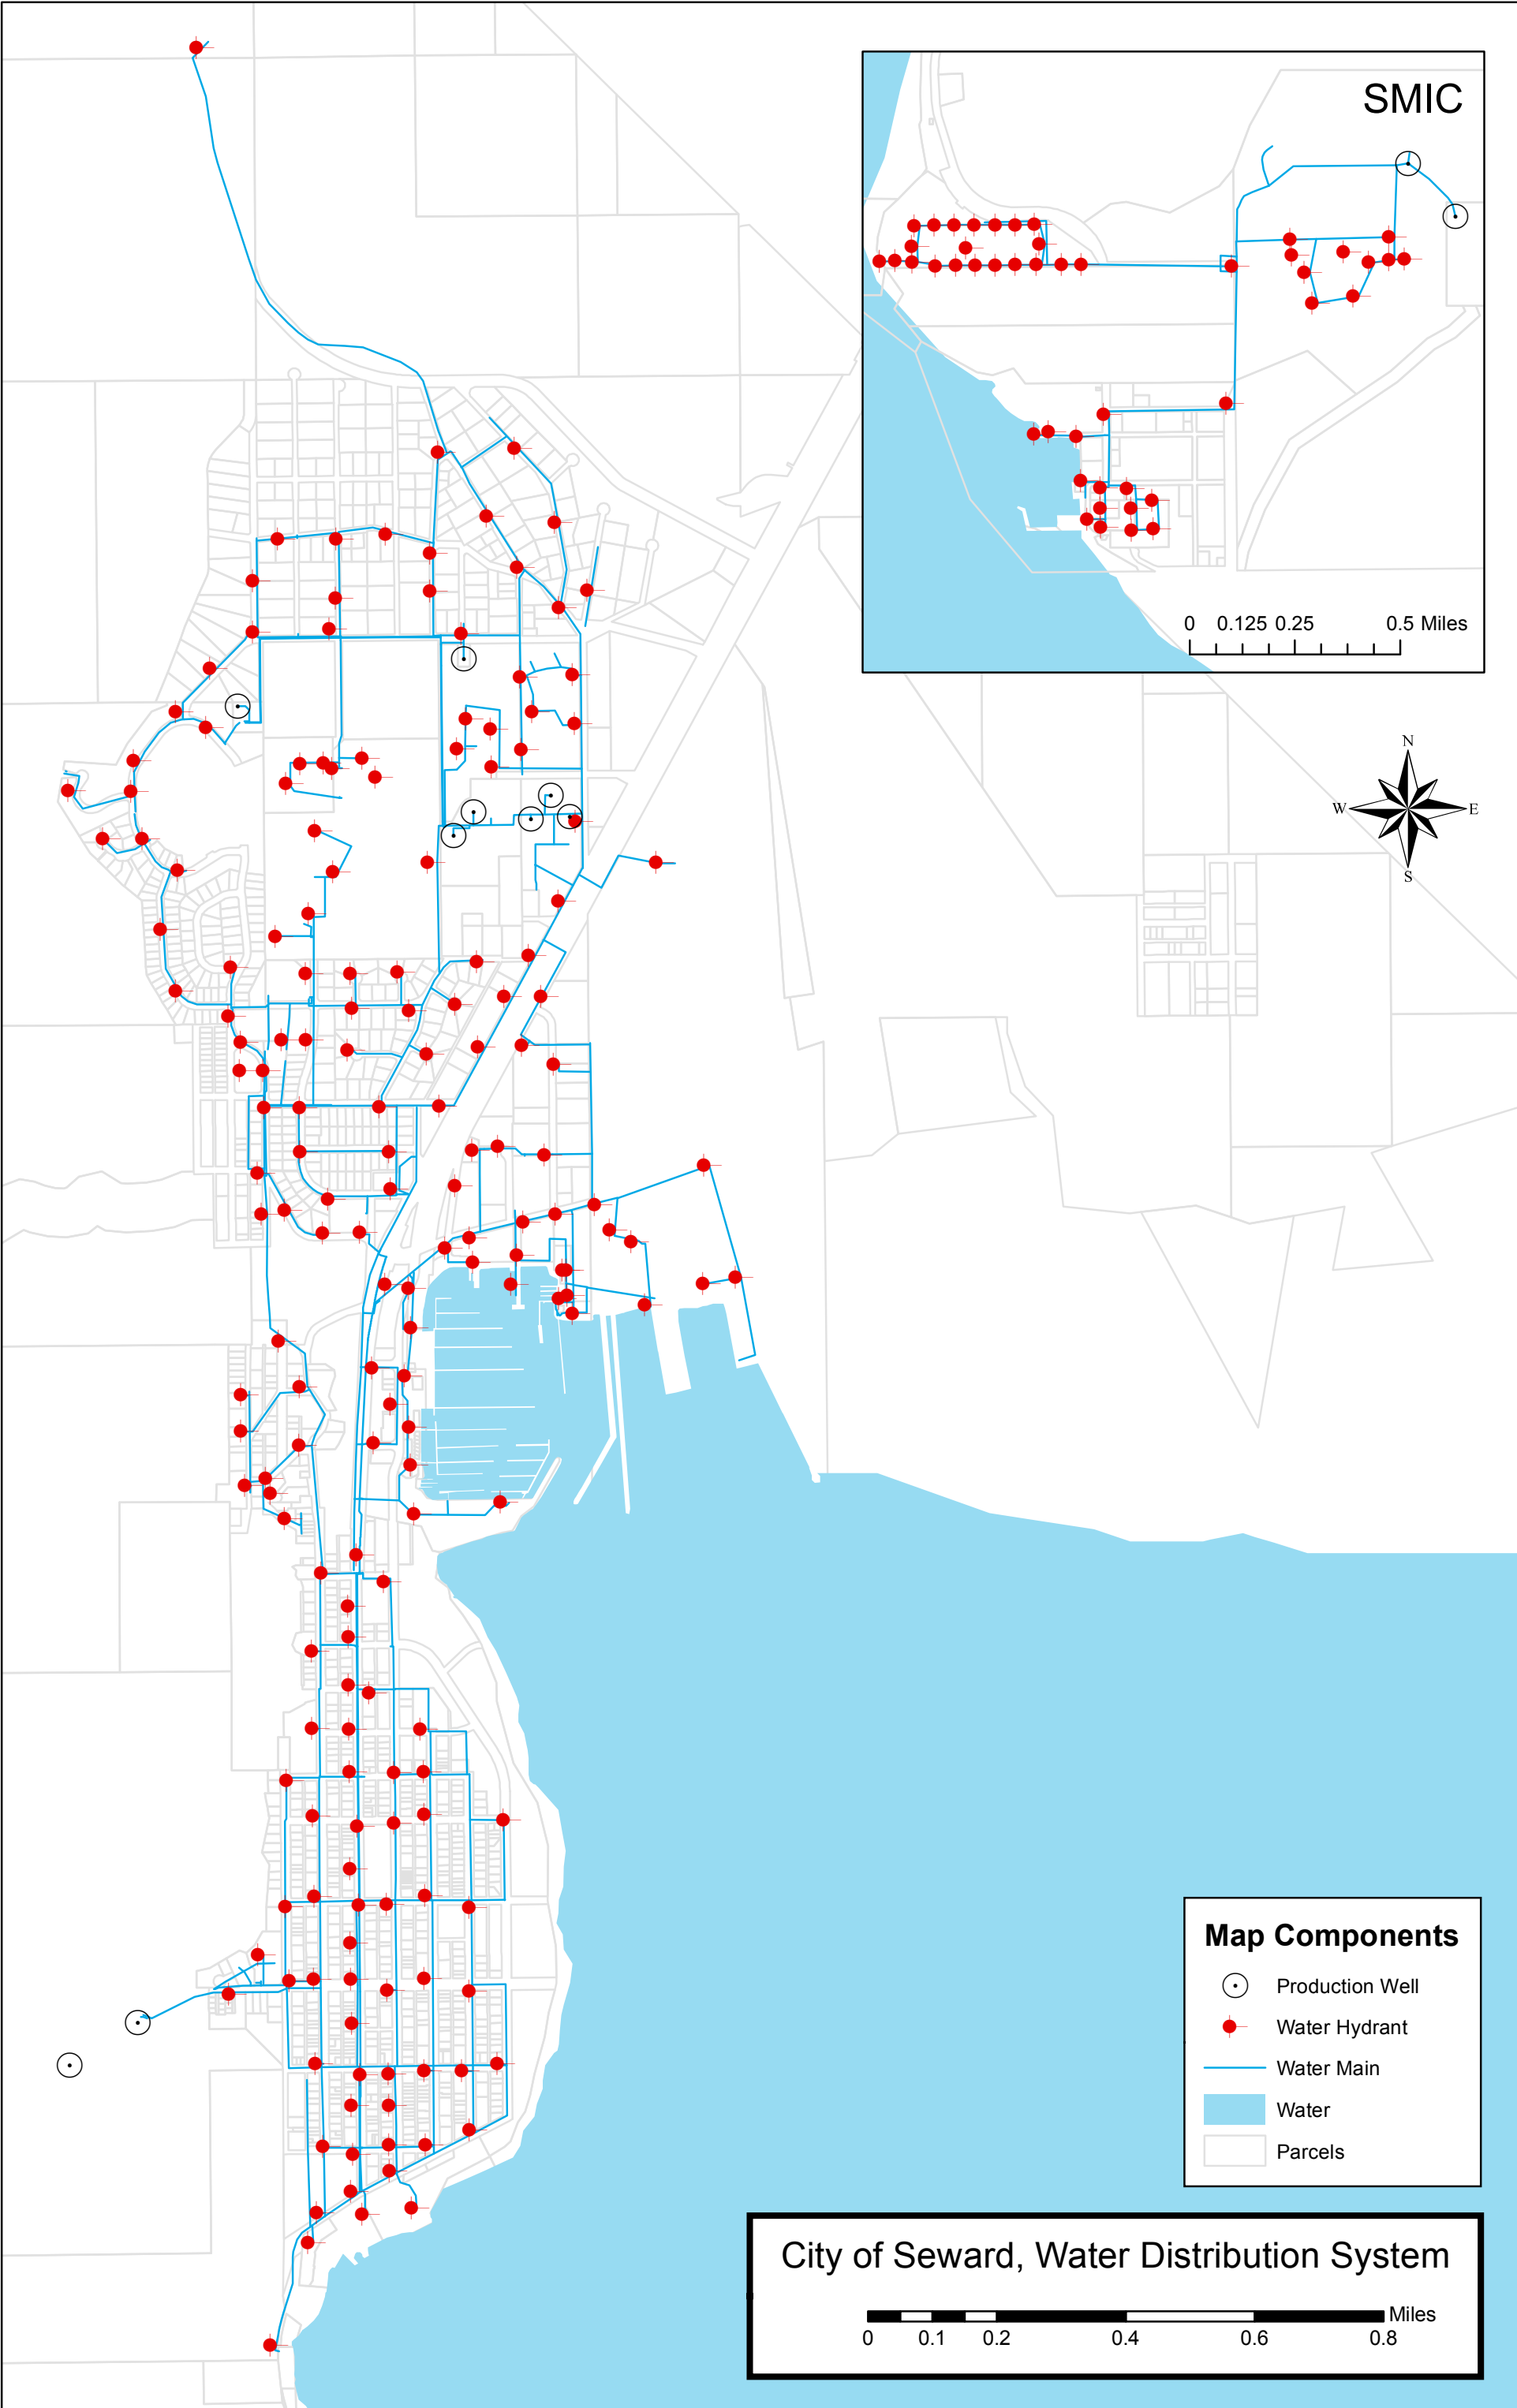 SMIC
0 0.125 0.25 0.5 Miles
N
W E
S
Map Components
Production Well
Water Hydrant
Water Main
Water
Parcels
City of Seward, Water Distribution System
Miles
0 0.1 0.2 0.4 0.6 0.8